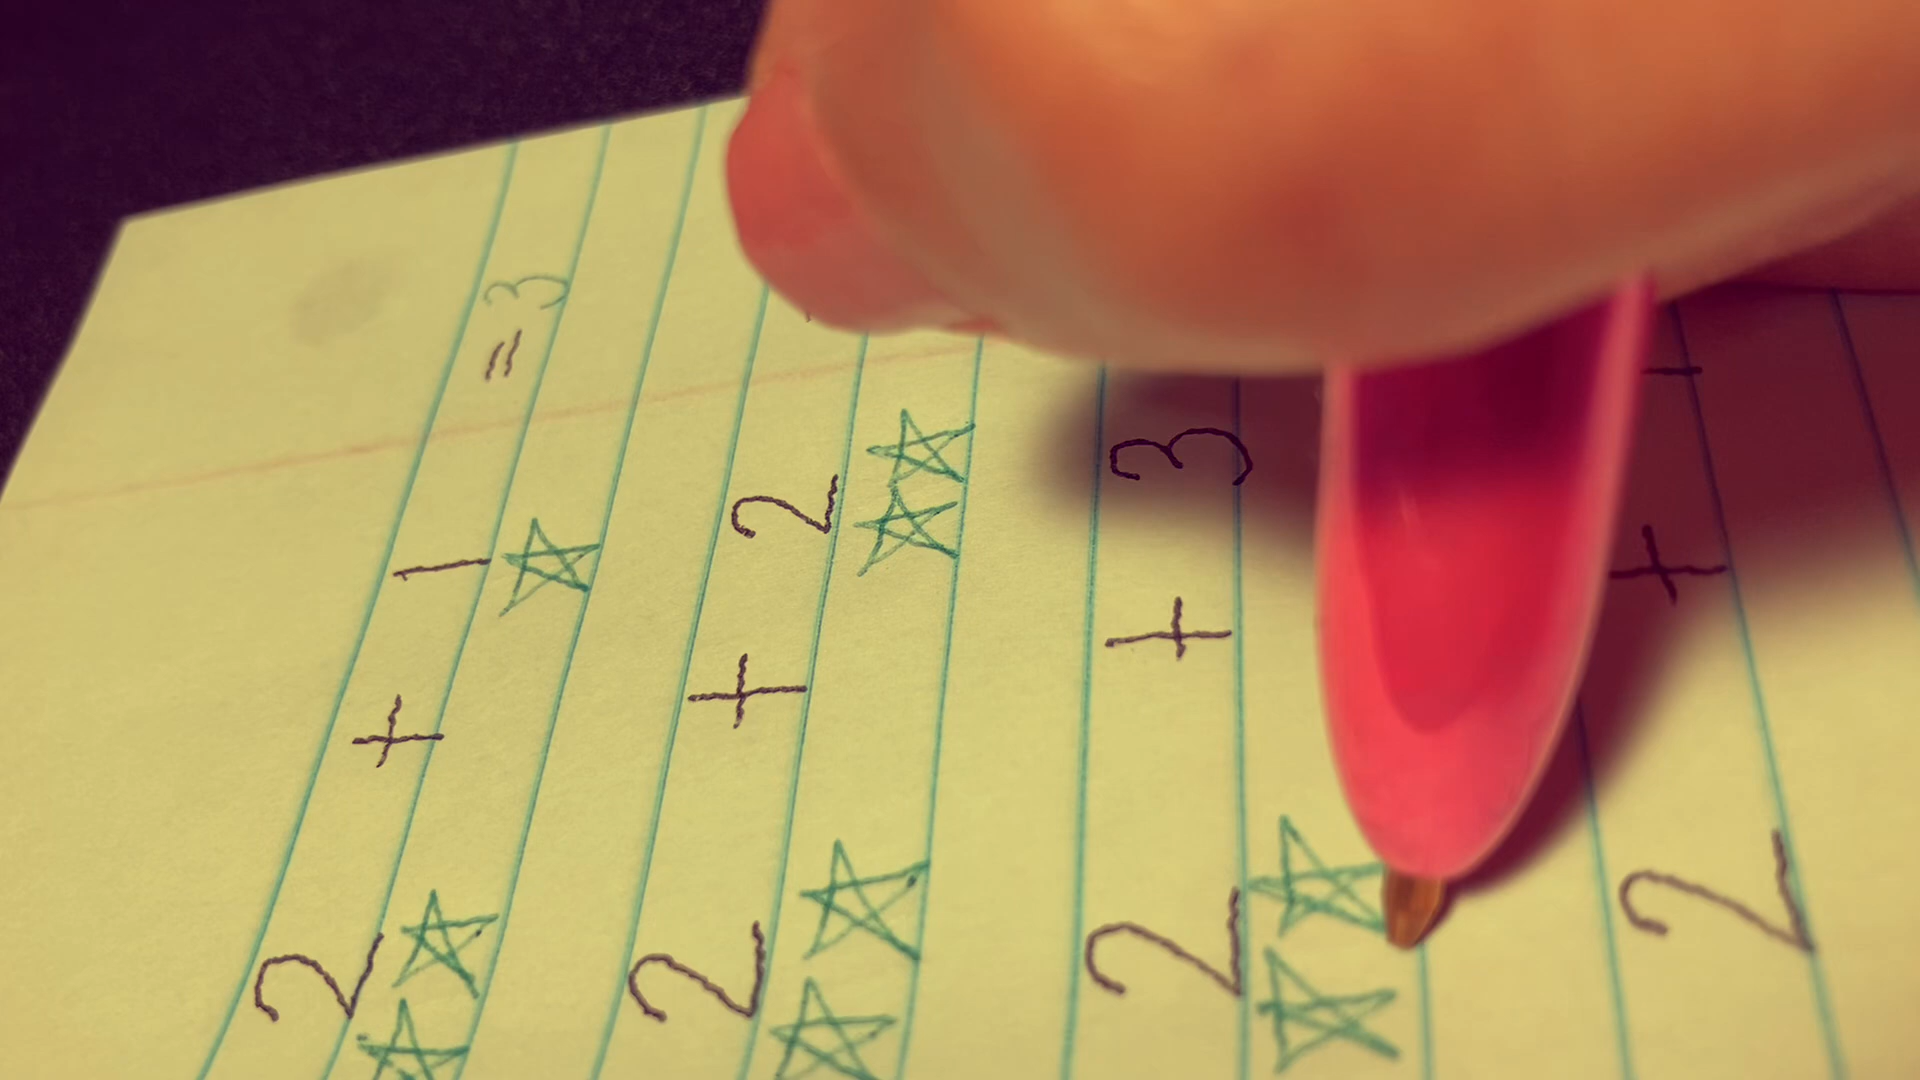 2 + 1 = 3
2 + 2
2 + 3
2 +